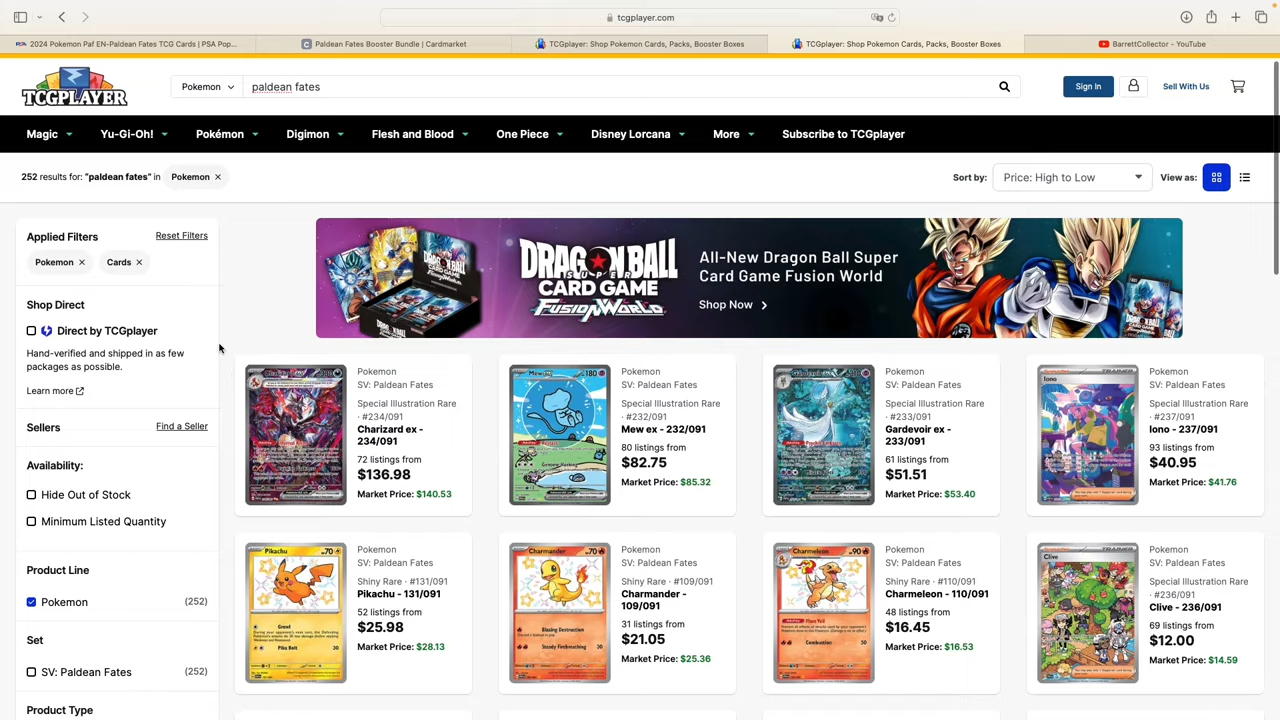 tcgplayer.com
2024 Pokemon Paf EN-Paldean Fates TCG Cards | PSA Pop...
Paldean Fates Booster Bundle | Cardmarket
TCGplayer: Shop Pokemon Cards, Packs, Booster Boxes
TCGplayer: Shop Pokemon Cards, Packs, Booster Boxes
BarrettCollector - YouTube
TCGPLAYER
Pokemon
paldean fates
Sign In
Sell With Us
Magic
Yu-Gi-Oh!
Pokémon
Digimon
Flesh and Blood
One Piece
Disney Lorcana
More
Subscribe to TCGplayer
252 results for: "paldean fates" in Pokemon ×
Sort by: Price: High to Low
View as:
Applied Filters
Reset Filters
Pokemon ×
Cards ×
Shop Direct
Direct by TCGplayer
Hand-verified and shipped in as few
packages as possible.
Learn more
Sellers
Find a Seller
Availability:
Hide Out of Stock
Minimum Listed Quantity
Product Line
Pokemon (252)
Set
SV: Paldean Fates (252)
Product Type
DRAGON BALL
SUPER
CARD GAME
FUSION WORLD
All-New Dragon Ball Super
Card Game Fusion World
Shop Now
Pokemon
SV: Paldean Fates
Special Illustration Rare
· #234/091
Charizard ex -
234/091
72 listings from
$136.98
Market Price: $140.53
Pokemon
SV: Paldean Fates
Special Illustration Rare
· #232/091
Mew ex - 232/091
80 listings from
$82.75
Market Price: $85.32
Pokemon
SV: Paldean Fates
Special Illustration Rare
· #233/091
Gardevoir ex -
233/091
61 listings from
$51.51
Market Price: $53.40
Iono
Pokemon
SV: Paldean Fates
Special Illustration Rare
· #237/091
Iono - 237/091
93 listings from
$40.95
Market Price: $41.76
Pikachu
70
Pokemon
SV: Paldean Fates
Shiny Rare · #131/091
Pikachu - 131/091
52 listings from
$25.98
Market Price: $28.13
Charmander
70
Pokemon
SV: Paldean Fates
Shiny Rare · #109/091
Charmander -
109/091
31 listings from
$21.05
Market Price: $25.36
Charmeleon
90
Pokemon
SV: Paldean Fates
Shiny Rare · #110/091
Charmeleon - 110/091
48 listings from
$16.45
Market Price: $16.53
Clive
Pokemon
SV: Paldean Fates
Special Illustration Rare
· #236/091
Clive - 236/091
69 listings from
$12.00
Market Price: $14.59